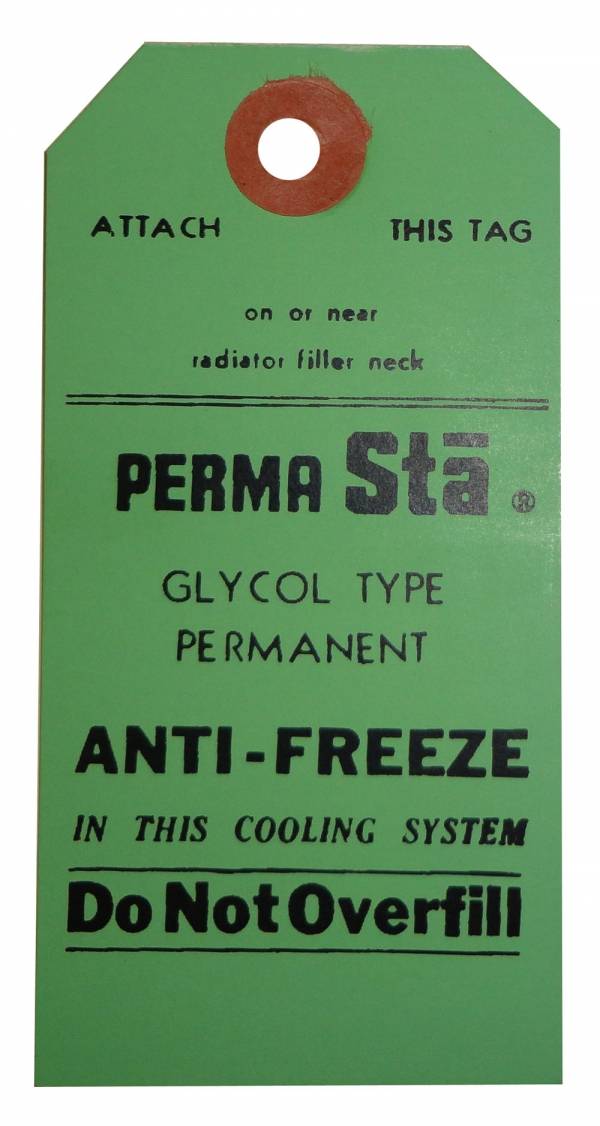 ATTACH THIS TAG
on or near
radiator filler neck
PERMA Stā ®
GLYCOL TYPE
PERMANENT
ANTI-FREEZE
IN THIS COOLING SYSTEM
Do Not Overfill